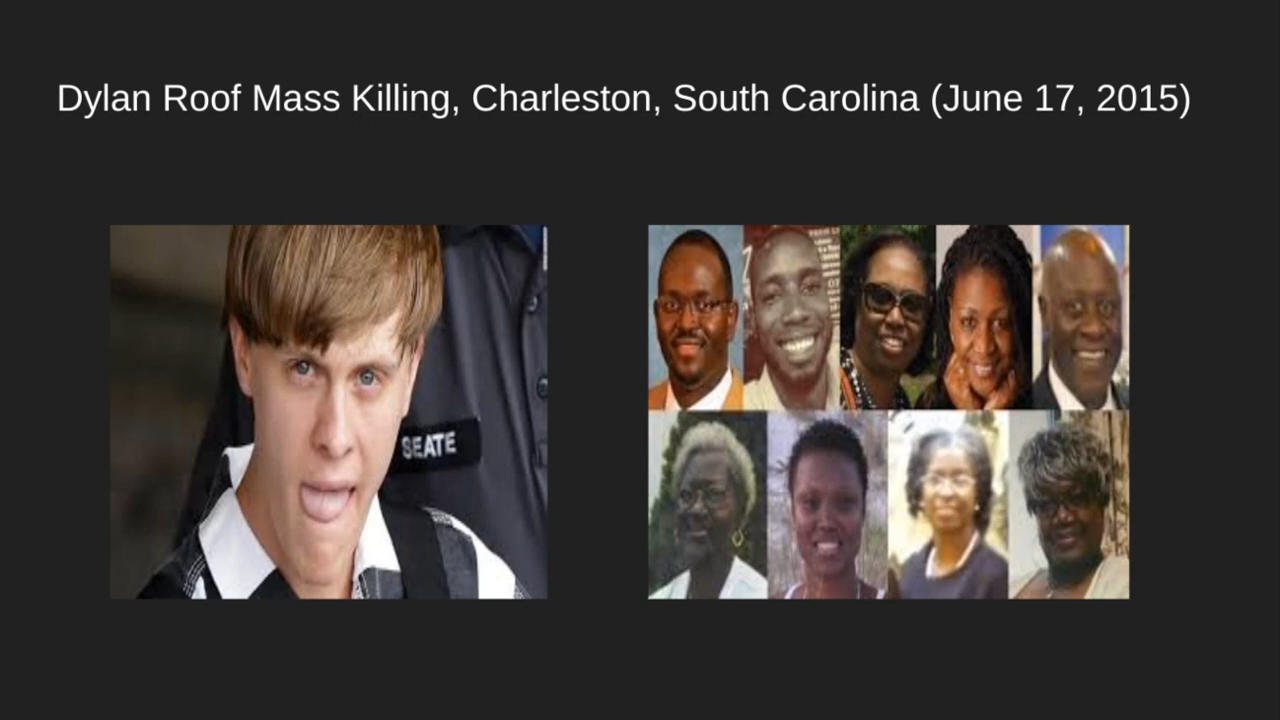 Dylan Roof Mass Killing, Charleston, South Carolina (June 17, 2015)
SEATE